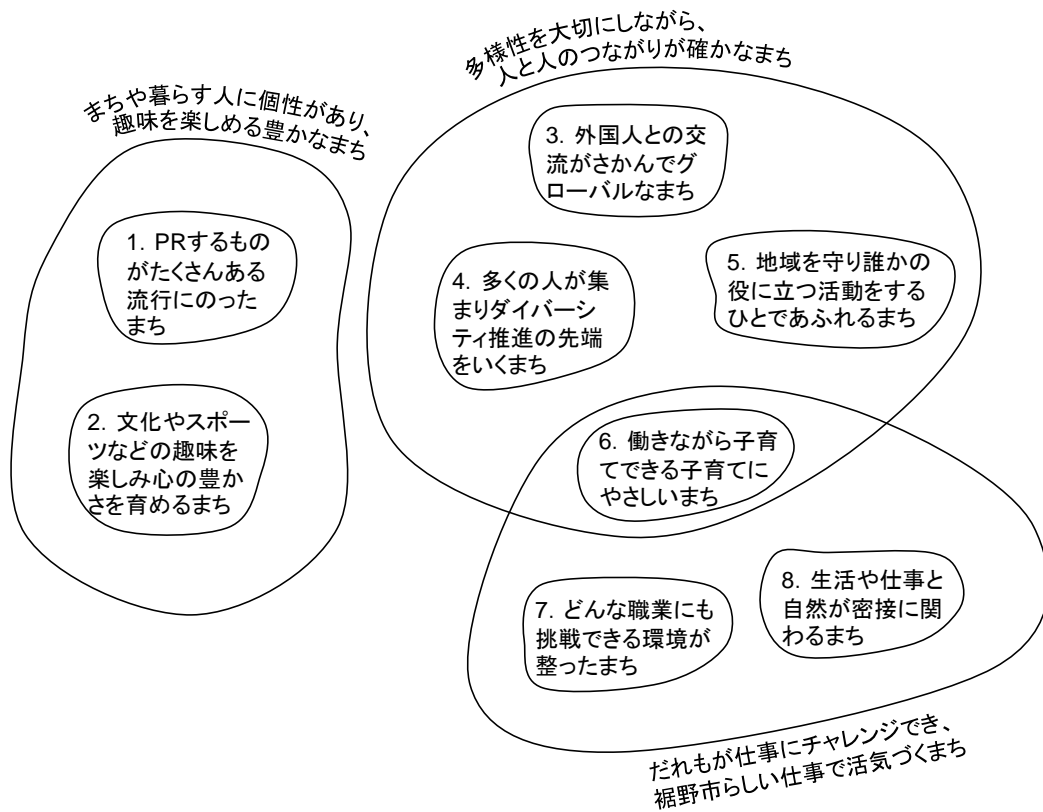 まちや暮らす人に個性があり、
趣味を楽しめる豊かなまち
1. PRするもの
がたくさんある
流行にのった
まち
2. 文化やスポー
ツなどの趣味を
楽しみ心の豊か
さを育めるまち
多様性を大切にしながら、
人と人のつながりが確かなまち
3. 外国人との交
流がさかんでグ
ローバルなまち
4. 多くの人が集
まりダイバーシ
ティ推進の先端
をいくまち
5. 地域を守り誰かの
役に立つ活動をする
ひとであふれるまち
6. 働きながら子育
てできる子育てに
やさしいまち
7. どんな職業にも
挑戦できる環境が
整ったまち
8. 生活や仕事と
自然が密接に関
わるまち
だれもが仕事にチャレンジでき、
裾野市らしい仕事で活気づくまち